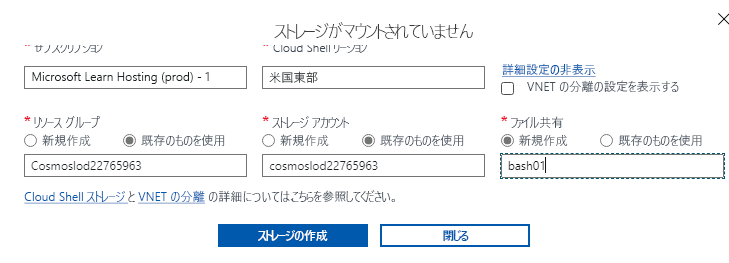 ストレージがマウントされていません
* サブスクリプション
* Cloud Shell リージョン
Microsoft Learn Hosting (prod) - 1
米国東部
詳細設定の非表示
VNET の分離の設定を表示する
* リソース グループ
* ストレージ アカウント
* ファイル共有
新規作成
既存のものを使用
新規作成
既存のものを使用
新規作成
既存のものを使用
Cosmoslod22765963
cosmoslod22765963
bash01
Cloud Shell ストレージと VNET の分離 の詳細についてはこちらを参照してください。
ストレージの作成
閉じる